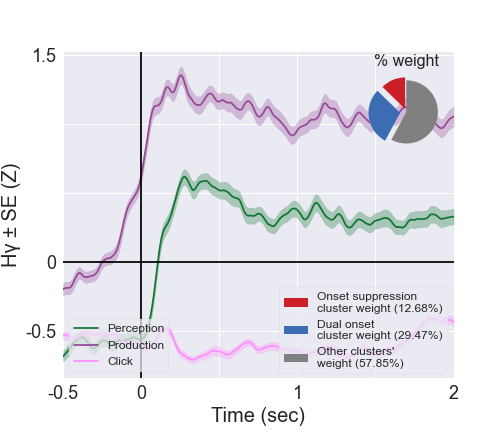 % weight
1.5
0
-0.5
Hγ ± SE (Z)
Perception
Production
Click
Onset suppression
cluster weight (12.68%)
Dual onset
cluster weight (29.47%)
Other clusters'
weight (57.85%)
-0.5
0
1
2
Time (sec)